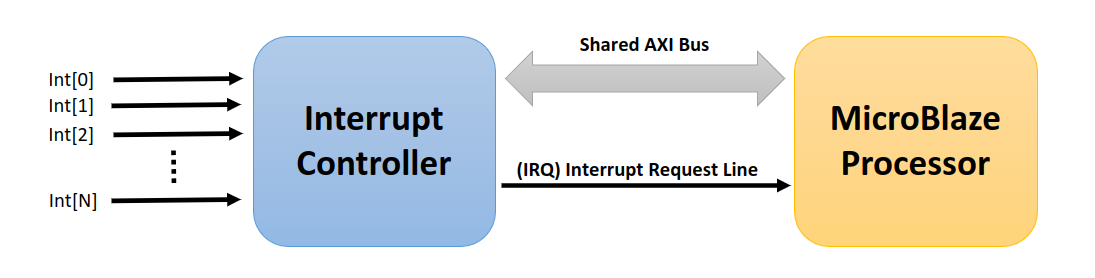 Shared AXI Bus
Int[0]
Int[1]
Int[2]
Int[N]
Interrupt
Controller
(IRQ) Interrupt Request Line
MicroBlaze
Processor